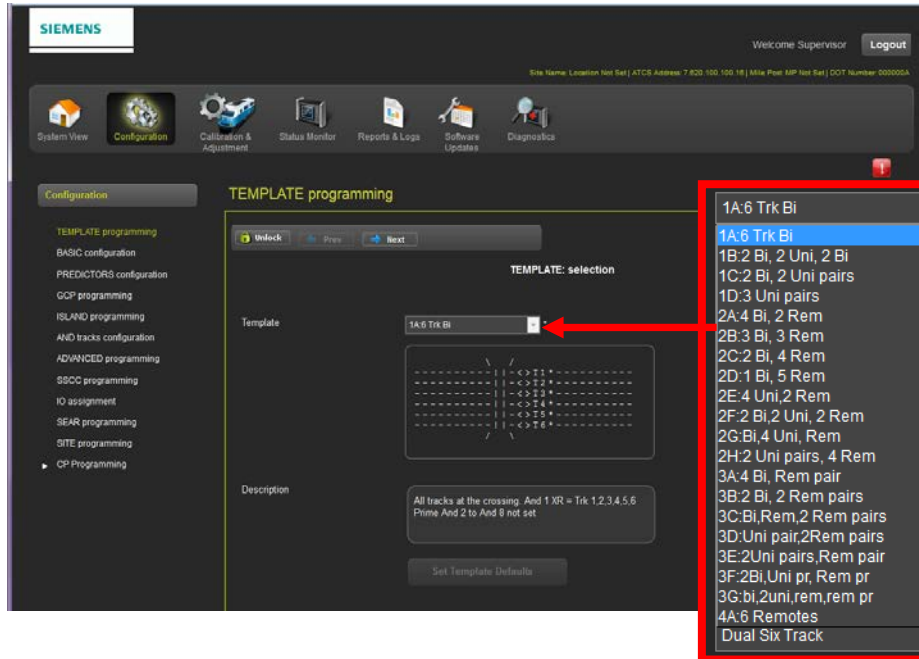 SIEMENS
Welcome Supervisor
Logout
Site Name: Location Not Set | ATCS Address: 7.620.100.100.16 | Mile Post: MP Not Set | DOT Number: 000000A
System View
Configuration
Calibration & Adjustment
Status Monitor
Reports & Logs
Software Updates
Diagnostics
Configuration
TEMPLATE programming
BASIC configuration
PREDICTORS configuration
GCP programming
ISLAND programming
AND tracks configuration
ADVANCED programming
SSCC programming
IO assignment
SEAR programming
SITE programming
CP Programming
TEMPLATE programming
Unlock
Prev
Next
TEMPLATE: selection
Template
1A:6 Trk Bi
*
\ /
----------||-<>T1*-----------
----------||-<>T2*-----------
----------||-<>T3*-----------
----------||-<>T4*-----------
----------||-<>T5*-----------
----------||-<>T6*-----------
/ \
Description
All tracks at the crossing. And 1 XR = Trk 1,2,3,4,5,6
Prime And 2 to And 8 not set
Set Template Defaults
1A:6 Trk Bi
1A:6 Trk Bi
1B:2 Bi, 2 Uni, 2 Bi
1C:2 Bi, 2 Uni pairs
1D:3 Uni pairs
2A:4 Bi, 2 Rem
2B:3 Bi, 3 Rem
2C:2 Bi, 4 Rem
2D:1 Bi, 5 Rem
2E:4 Uni,2 Rem
2F:2 Bi,2 Uni, 2 Rem
2G:Bi,4 Uni, Rem
2H:2 Uni pairs, 4 Rem
3A:4 Bi, Rem pair
3B:2 Bi, 2 Rem pairs
3C:Bi,Rem,2 Rem pairs
3D:Uni pair,2Rem pairs
3E:2Uni pairs,Rem pair
3F:2Bi,Uni pr, Rem pr
3G:bi,2uni,rem,rem pr
4A:6 Remotes
Dual Six Track